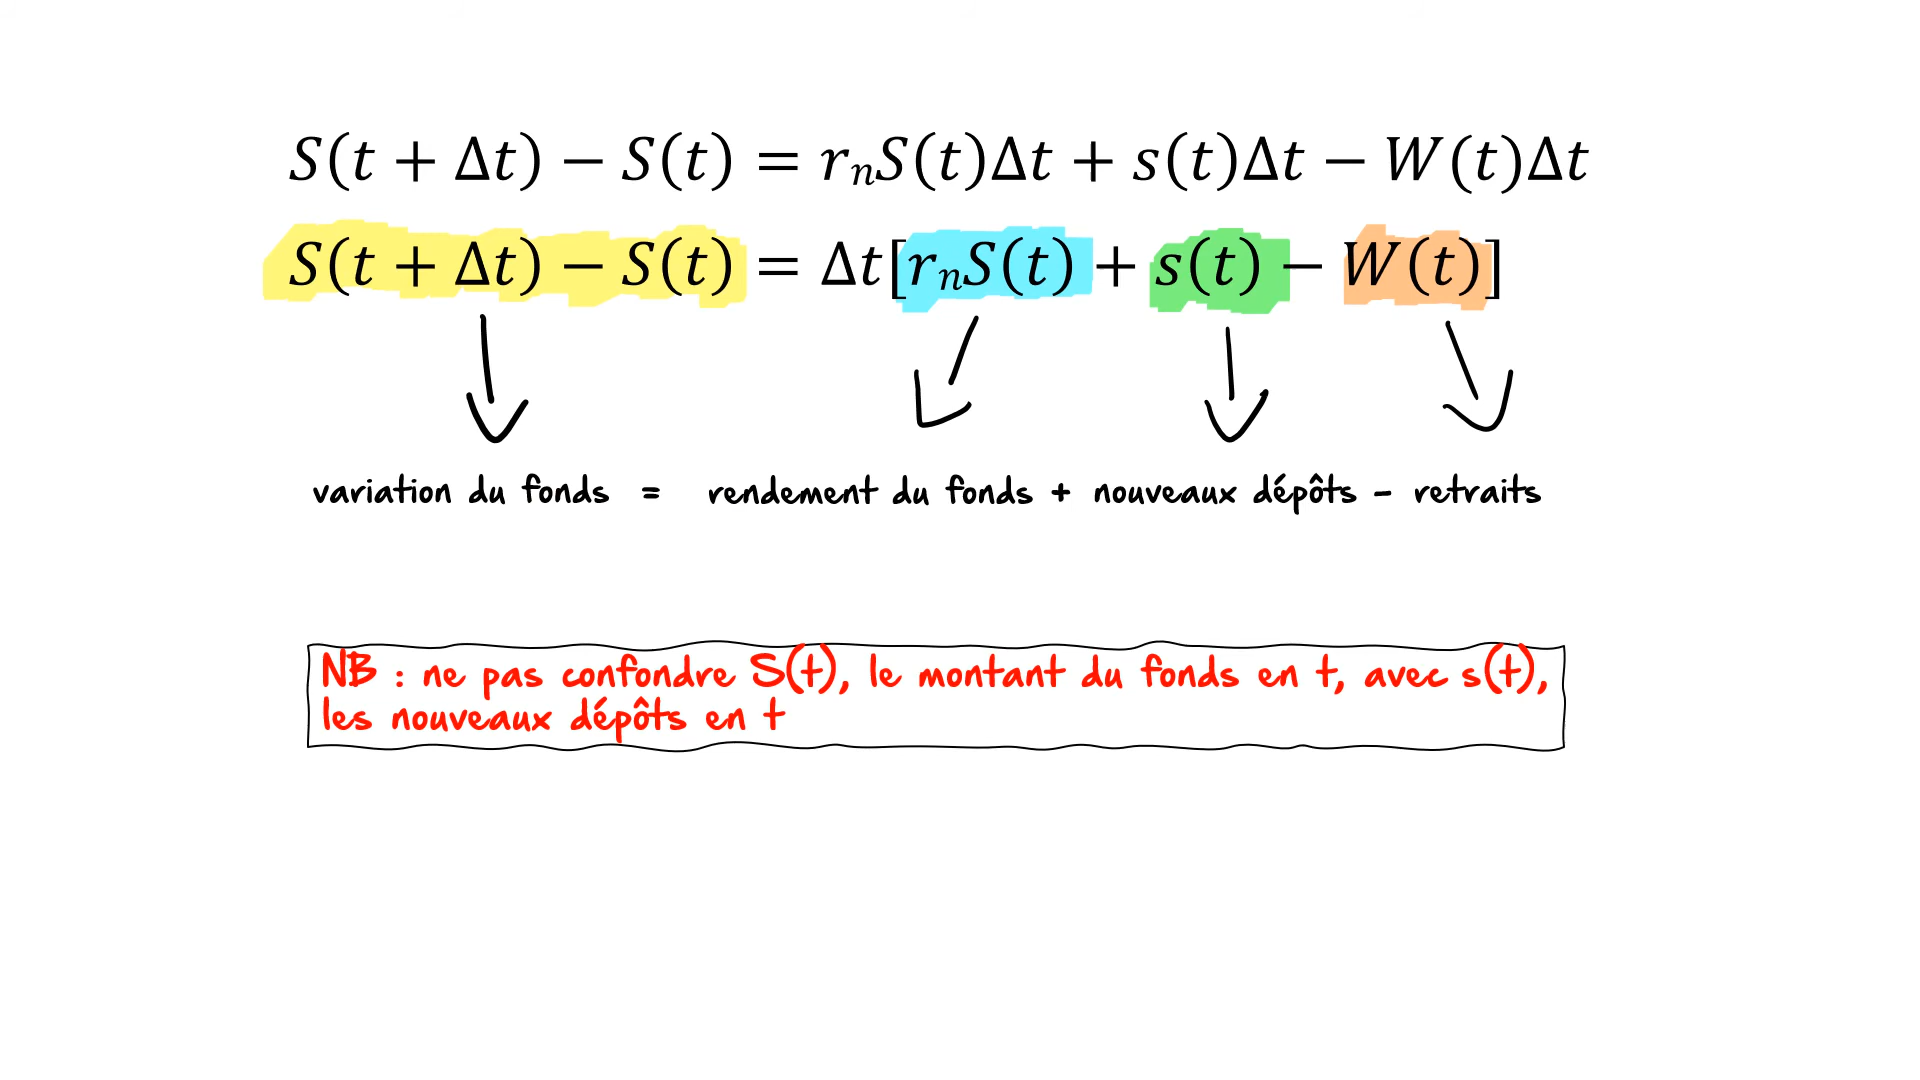 S(t + Δt) − S(t) = rₙS(t)Δt + s(t)Δt − W(t)Δt
S(t + Δt) − S(t) = Δt[rₙS(t) + s(t) − W(t)]
variation du fonds = rendement du fonds + nouveaux dépôts - retraits
NB : ne pas confondre S(t), le montant du fonds en t, avec s(t),
les nouveaux dépôts en t